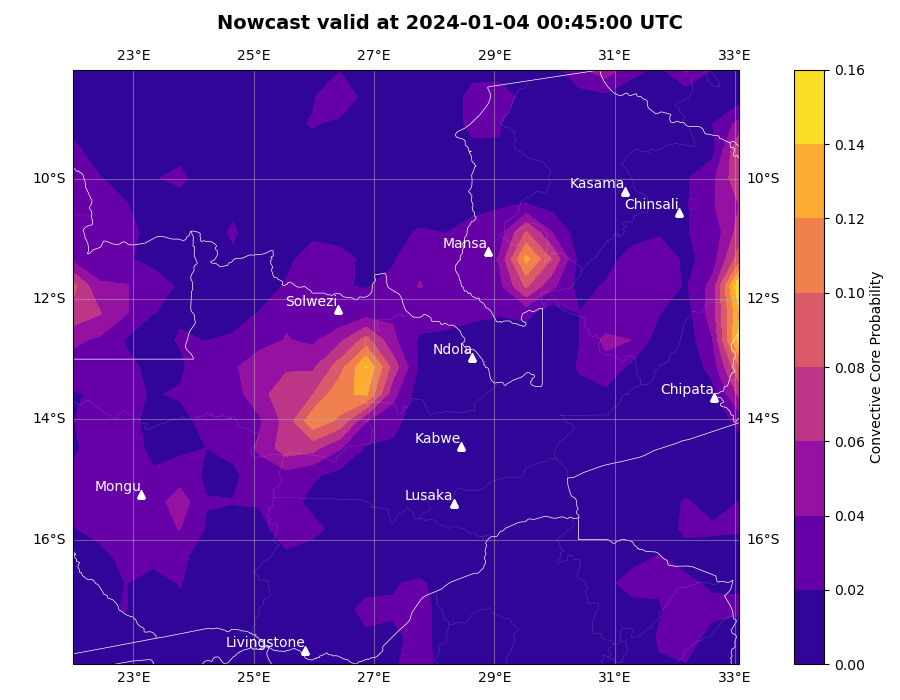 Nowcast valid at 2024-01-04 00:45:00 UTC
23°E 25°E 27°E 29°E 31°E 33°E
0.16
0.14
10°S Kasama 10°S
Chinsali
0.12
Mansa
0.10
12°S Solwezi 12°S
Convective Core Probability
Ndola
0.08
Chipata
14°S 14°S
Kabwe
0.06
Mongu
Lusaka
0.04
16°S 16°S
0.02
Livingstone
0.00
23°E 25°E 27°E 29°E 31°E 33°E